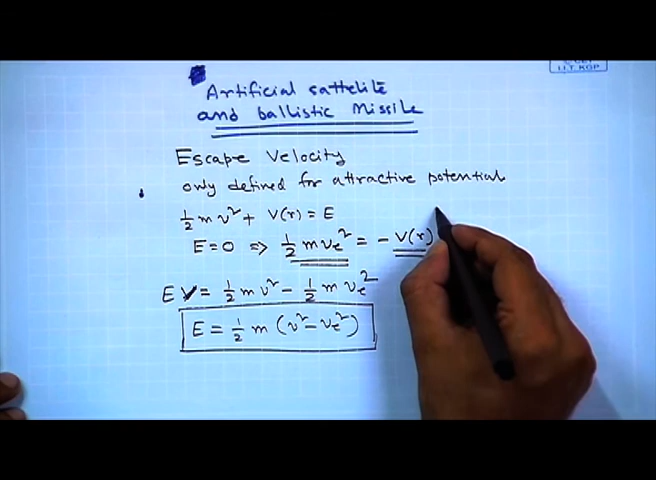 I.I.T. KGP
Artificial sattelite
and ballistic Missile
Escape Velocity
only defined for attractive potential
½ m v² + V(r) = E
E=0 => ½ m vₑ² = - V(r)
E = ½ m v² - ½ m vₑ²
E = ½ m (v² - vₑ²)